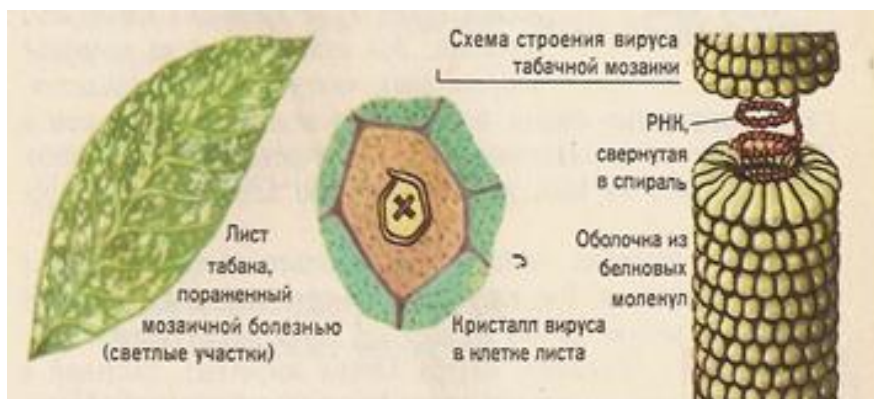 Схема строения вируса
табачной мозаики
РНК,
свернутая
в спираль
Лист
табака,
пораженный
мозаичной болезнью
(светлые участки)
Оболочка из
белковых
молекул
Кристалл вируса
в клетке листа